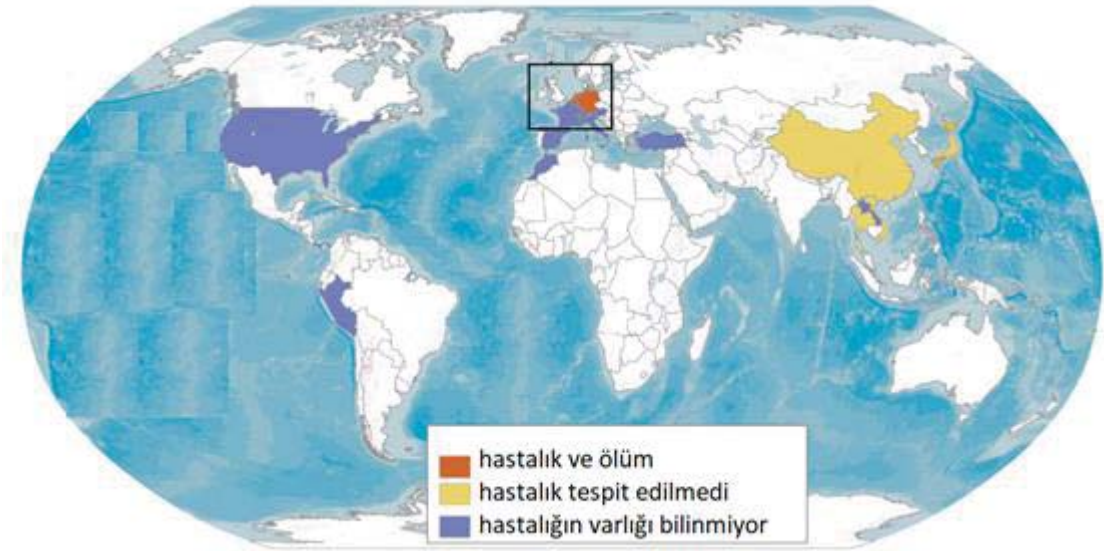 hastalık ve ölüm
hastalık tespit edilmedi
hastalığın varlığı bilinmiyor